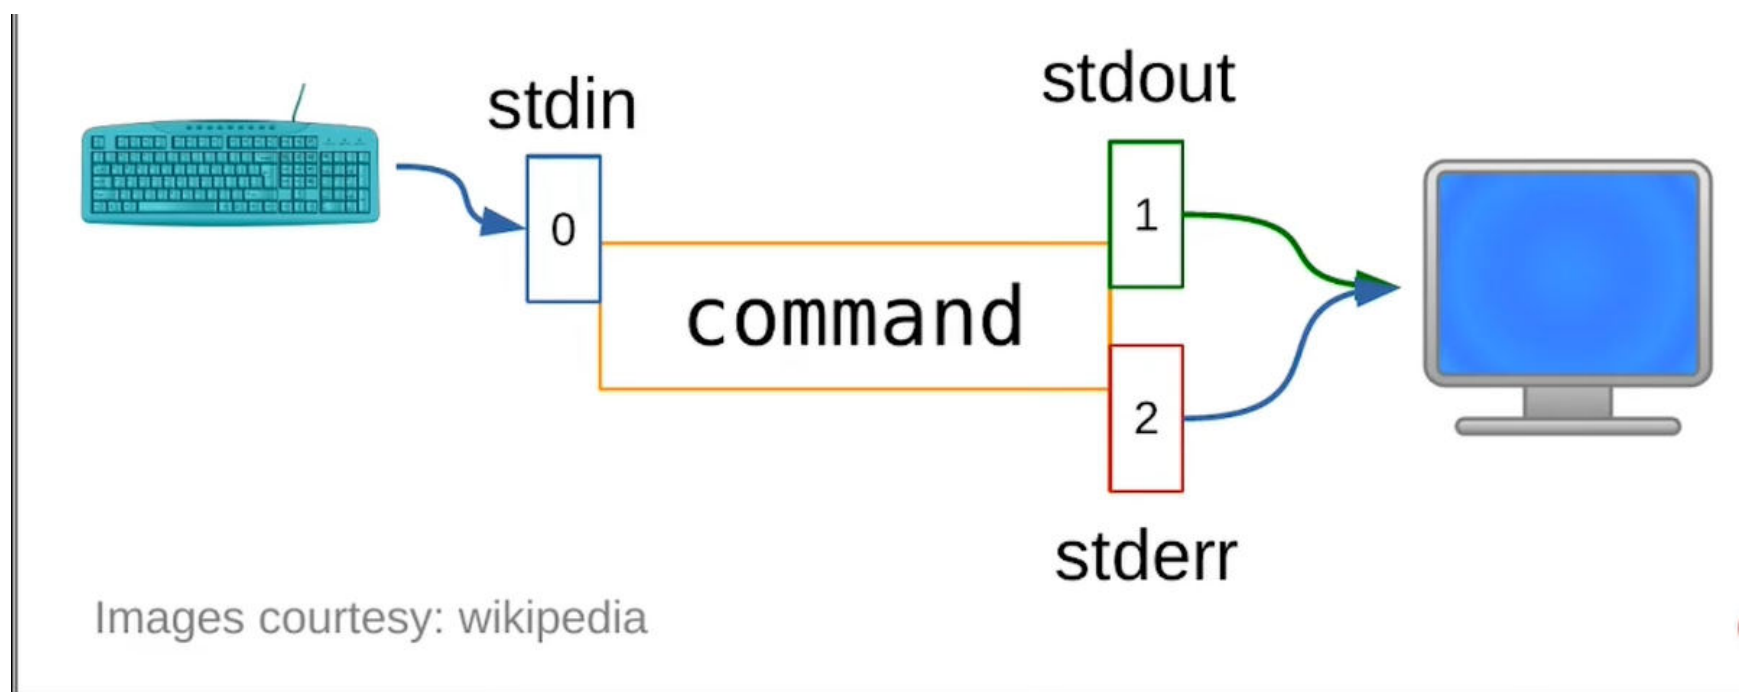 stdin
stdout
0
1
command
2
stderr
Images courtesy: wikipedia